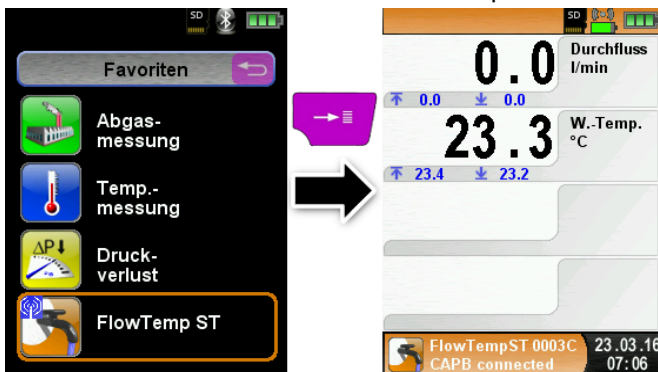 SD
Favoriten
Abgas-
messung
Temp.-
messung
ΔP
Druck-
verlust
FlowTemp ST
SD
0.0
Durchfluss
l/min
0.0
0.0
23.3
W.-Temp.
°C
23.4
23.2
FlowTempST 0003C
CAPB connected
23.03.16
07:06